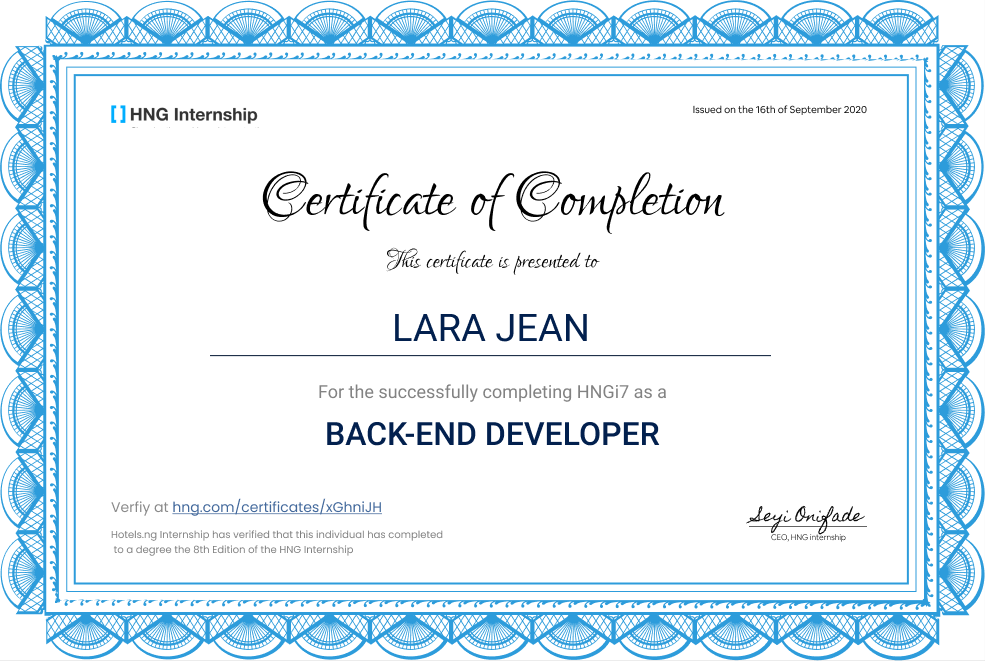 [] HNG Internship
Issued on the 16th of September 2020
Certificate of Completion
This certificate is presented to
LARA JEAN
For the successfully completing HNGi7 as a
BACK-END DEVELOPER
Verfiy at hng.com/certificates/xGhniJH
Hotels.ng Internship has verified that this individual has completed
to a degree the 8th Edition of the HNG Internship
Seyi Onifade
CEO, HNG internship